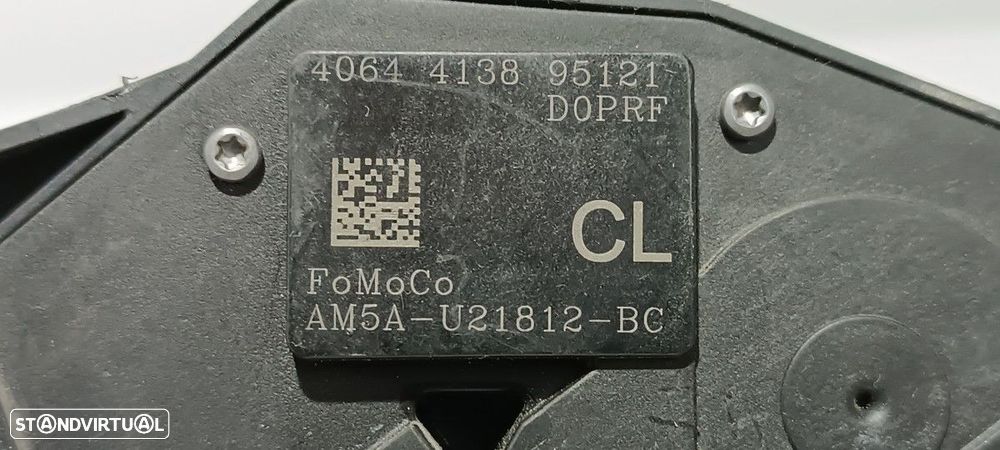 4064 4138 95121
D0PRF
CL
FoMoCo
AM5A-U21812-BC
STANDVIRTUAL